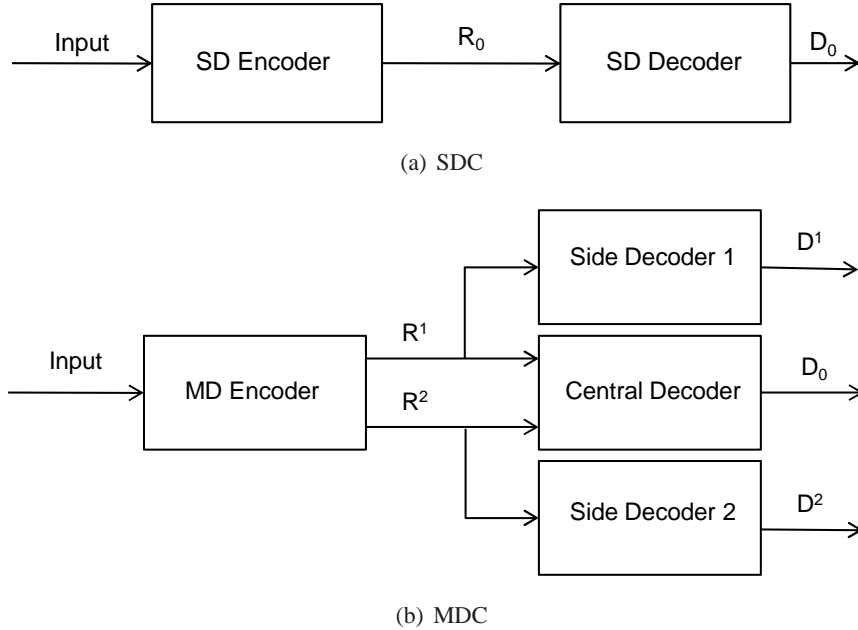 Input
SD Encoder
R₀
SD Decoder
D₀
(a) SDC
Input
MD Encoder
R¹
R²
Side Decoder 1
D¹
Central Decoder
D₀
Side Decoder 2
D²
(b) MDC